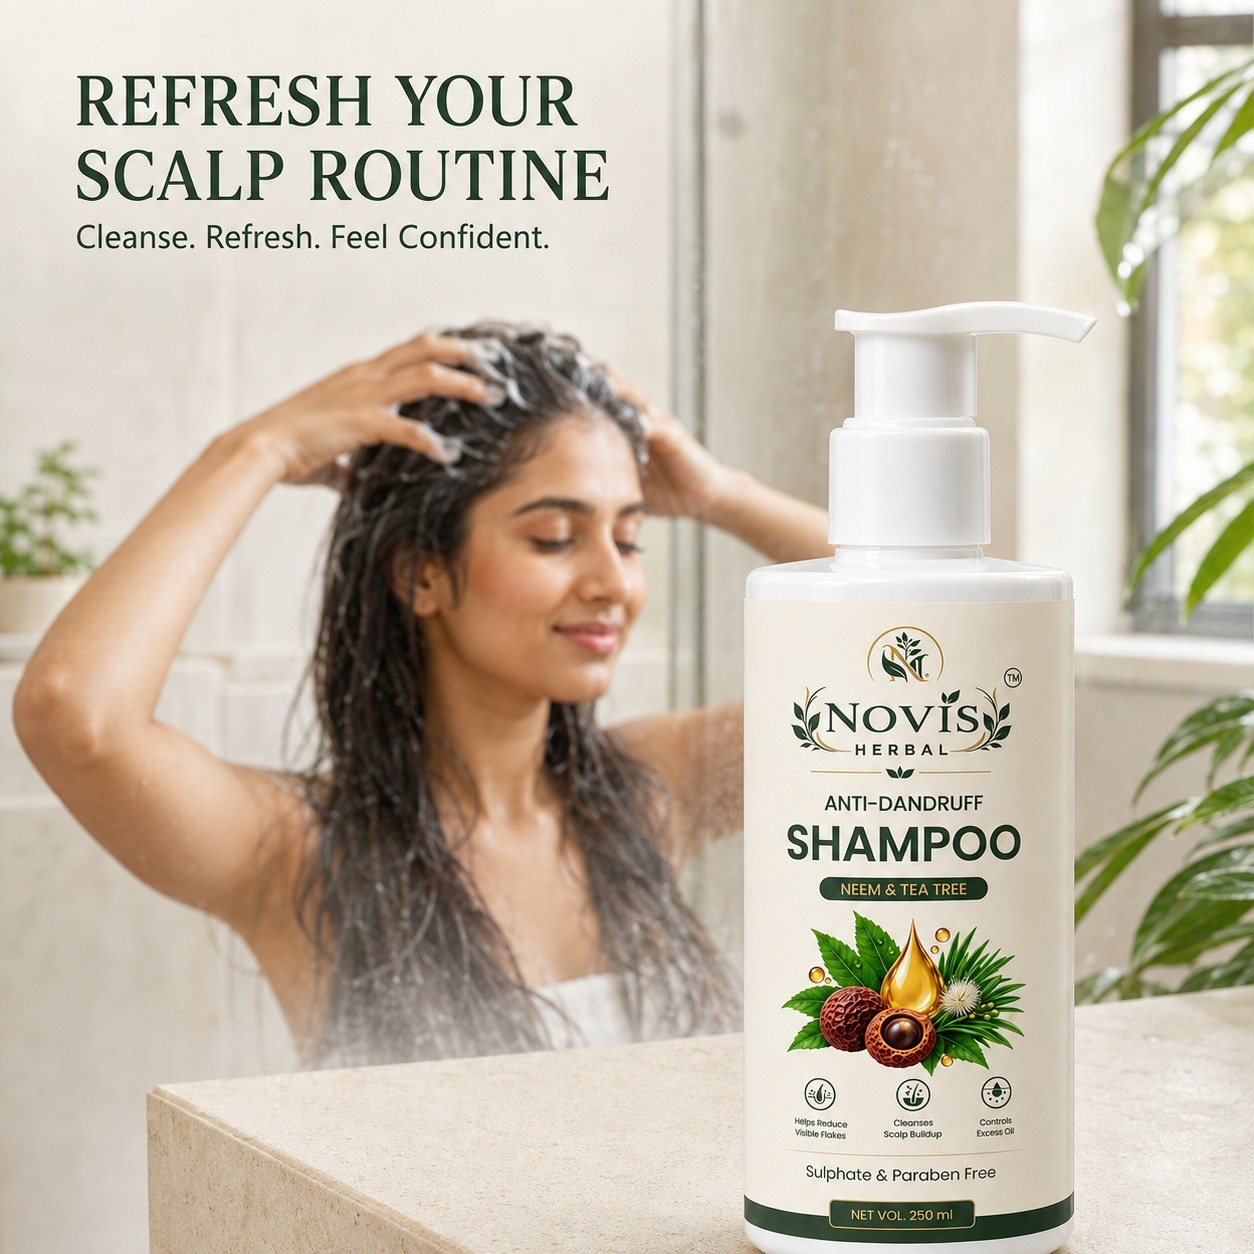 REFRESH YOUR
SCALP ROUTINE
Cleanse. Refresh. Feel Confident.
N
TM
NOVIS
HERBAL
ANTI-DANDRUFF
SHAMPOO
NEEM & TEA TREE
Helps Reduce
Visible Flakes
Cleanses
Scalp Buildup
Controls
Excess Oil
Sulphate & Paraben Free
NET VOL. 250 ml